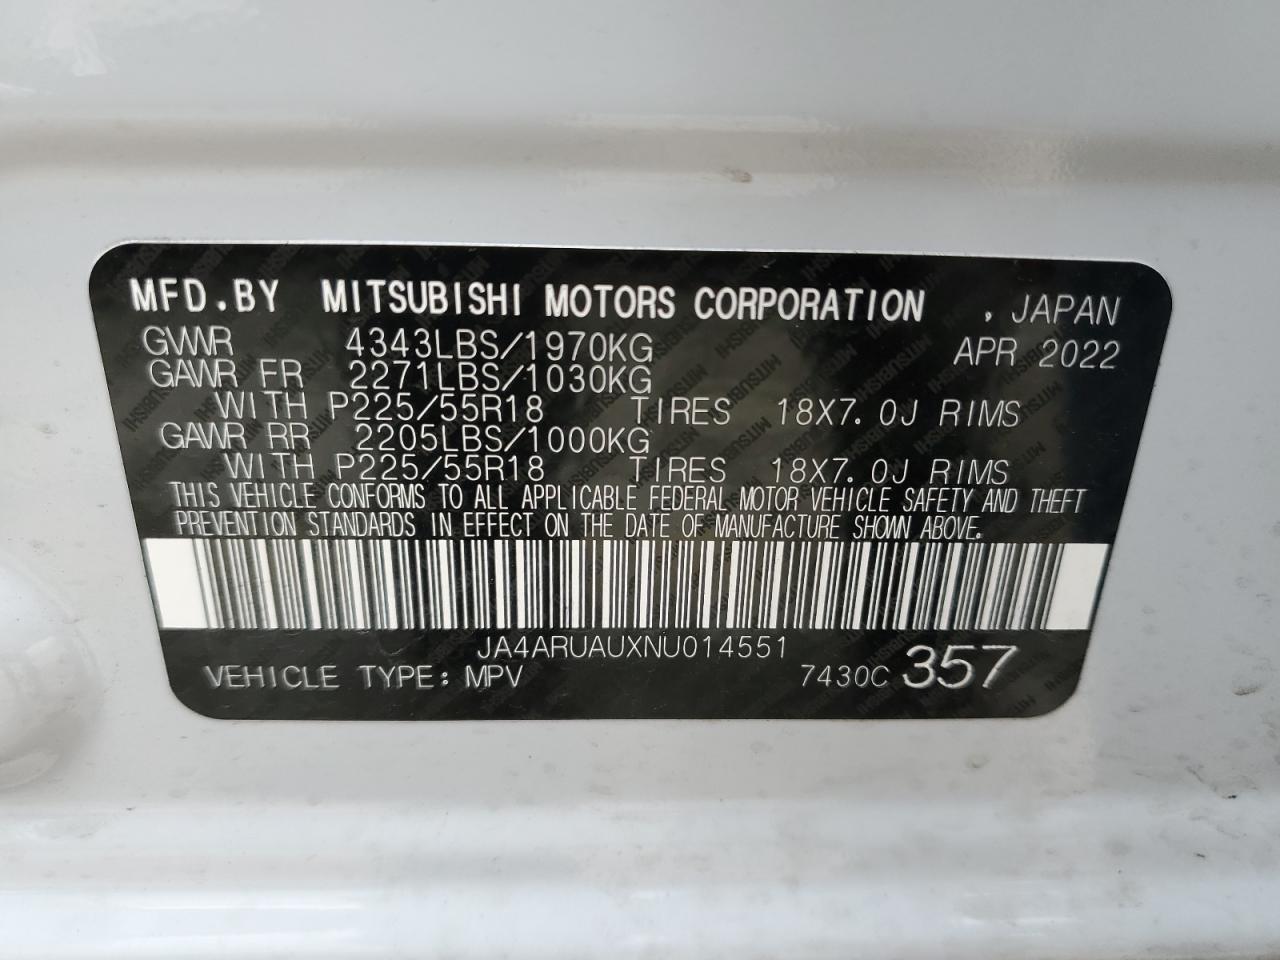 MFD.BY MITSUBISHI MOTORS CORPORATION , JAPAN
GVWR 4343LBS/1970KG APR 2022
GAWR FR 2271LBS/1030KG
WITH P225/55R18 TIRES 18X7.0J RIMS
GAWR RR 2205LBS/1000KG
WITH P225/55R18 TIRES 18X7.0J RIMS
THIS VEHICLE CONFORMS TO ALL APPLICABLE FEDERAL MOTOR VEHICLE SAFETY AND THEFT
PREVENTION STANDARDS IN EFFECT ON THE DATE OF MANUFACTURE SHOWN ABOVE.
JA4ARUAUXNU014551
VEHICLE TYPE: MPV 7430C 357